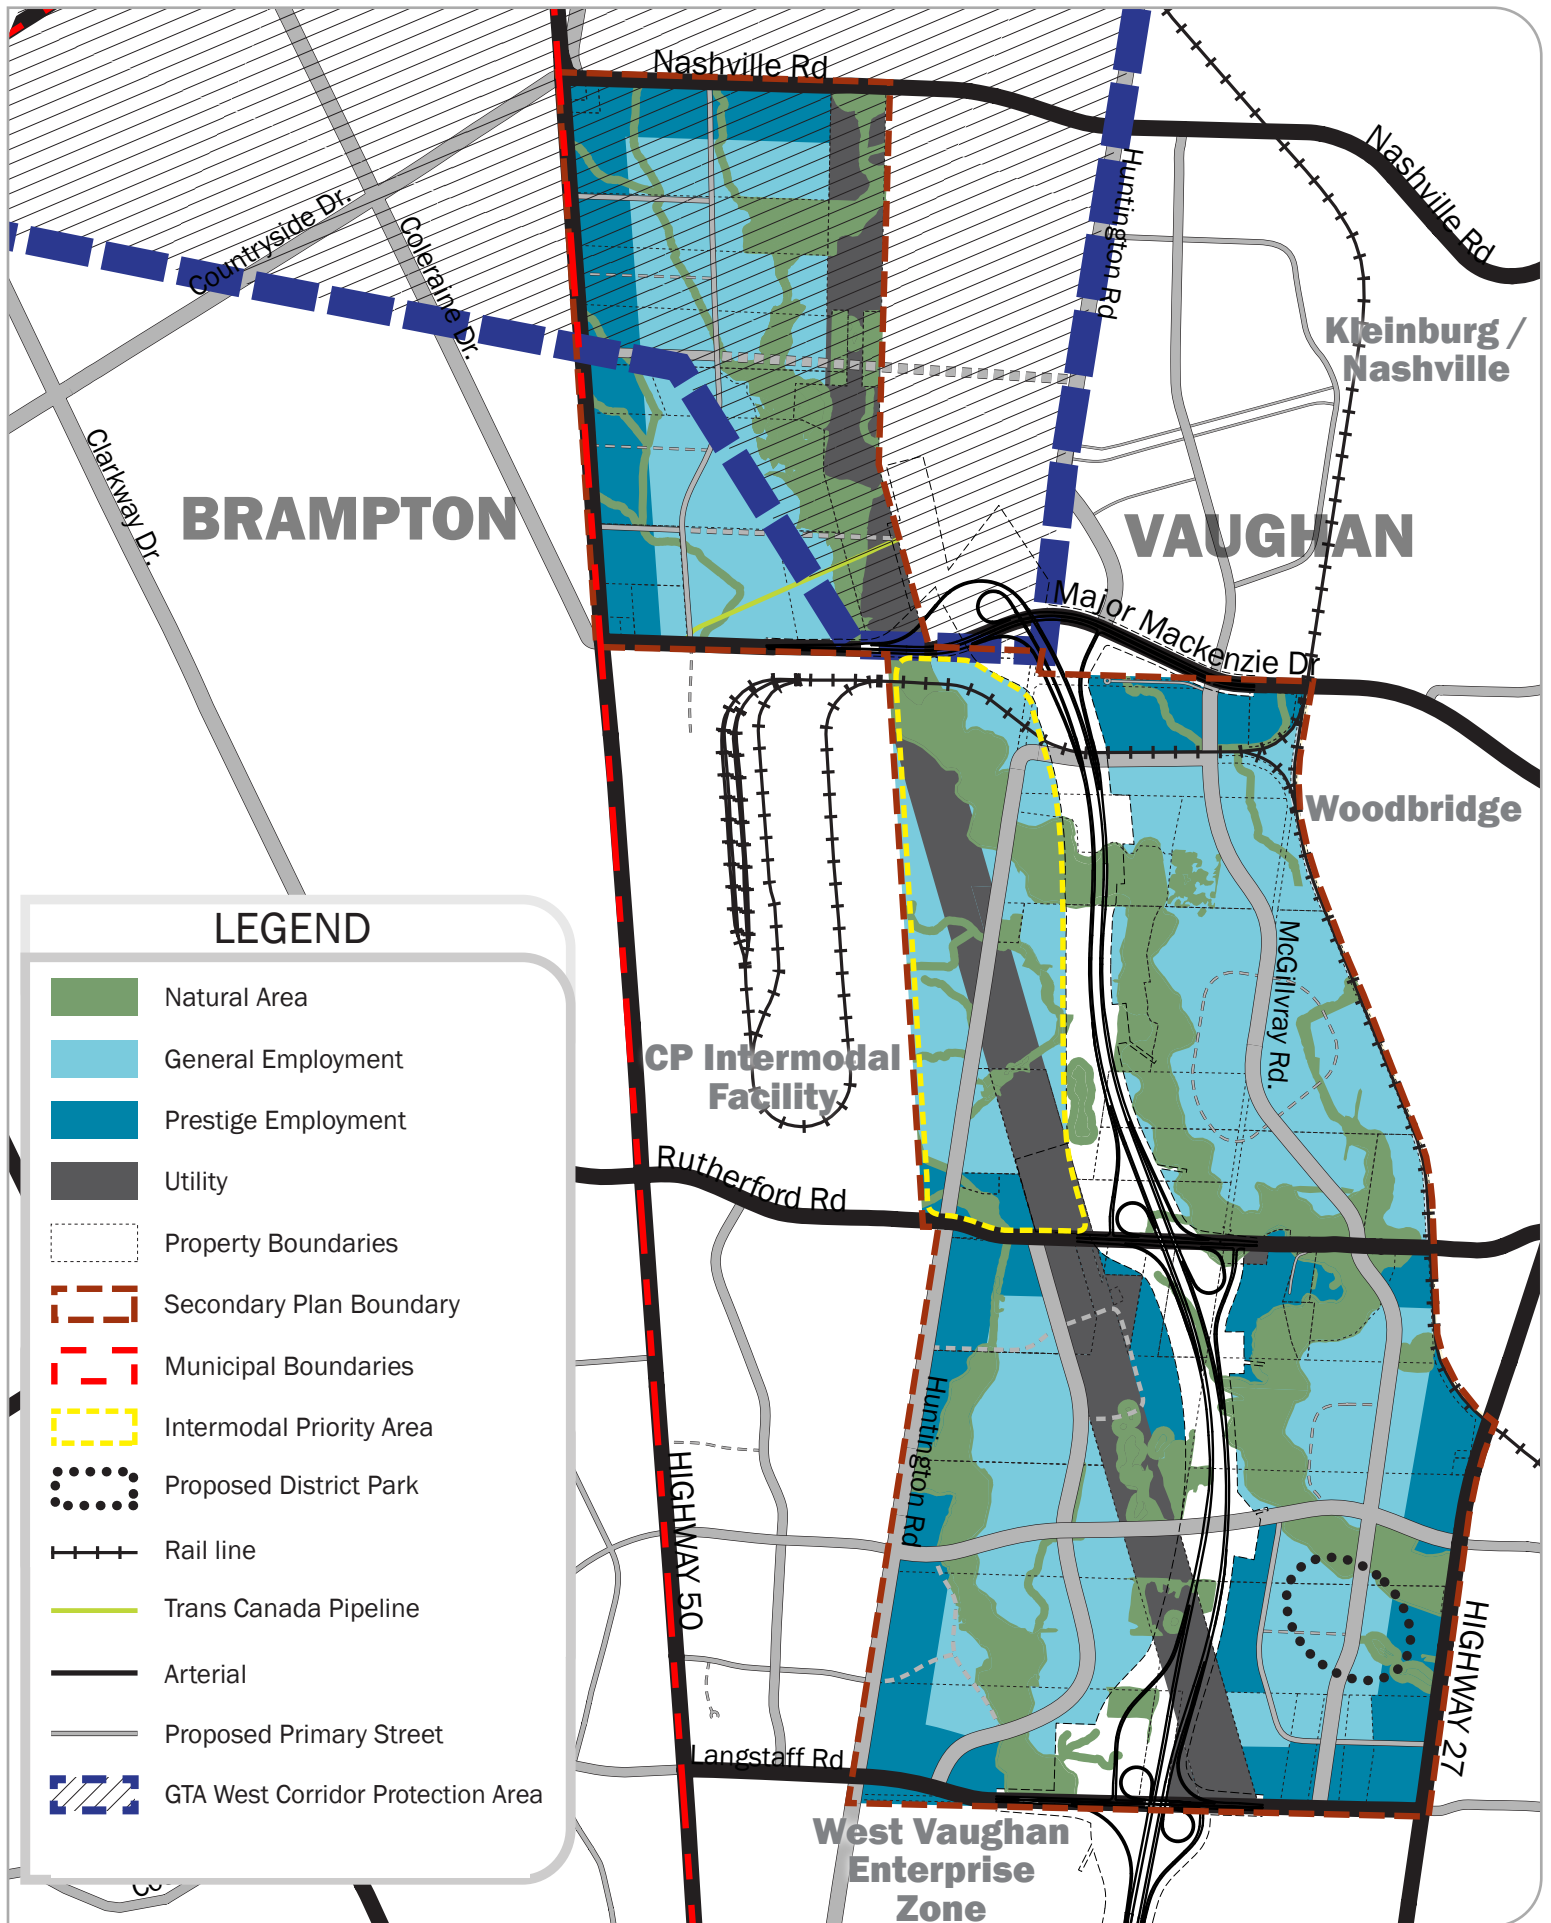 Nashville Rd
Nashville Rd
Huntington Rd
Countryside Dr.
Coleraine Dr.
Kleinburg /
Nashville
Clarkway Dr.
BRAMPTON
VAUGHAN
Major Mackenzie Dr
Woodbridge
McGillvray Rd.
CP Intermodal
Facility
Rutherford Rd
Huntington Rd
HIGHWAY 50
HIGHWAY 27
Langstaff Rd
West Vaughan
Enterprise
Zone
LEGEND
Natural Area
General Employment
Prestige Employment
Utility
Property Boundaries
Secondary Plan Boundary
Municipal Boundaries
Intermodal Priority Area
Proposed District Park
Rail line
Trans Canada Pipeline
Arterial
Proposed Primary Street
GTA West Corridor Protection Area